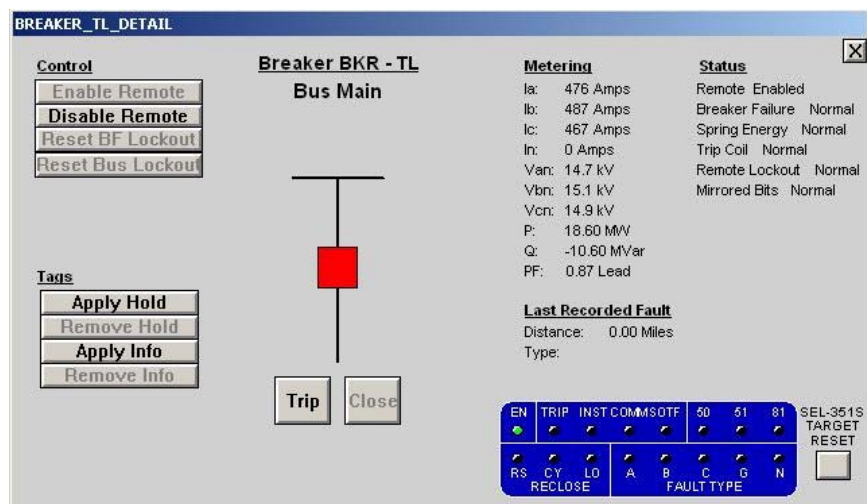 BREAKER_TL_DETAIL
Control
Enable Remote
Disable Remote
Reset BF Lockout
Reset Bus Lockout
Tags
Apply Hold
Remove Hold
Apply Info
Remove Info
Breaker BKR - TL
Bus Main
Trip Close
Metering
Ia: 476 Amps
Ib: 487 Amps
Ic: 467 Amps
In: 0 Amps
Van: 14.7 kV
Vbn: 15.1 kV
Vcn: 14.9 kV
P: 18.60 MW
Q: -10.60 MVar
PF: 0.87 Lead
Last Recorded Fault
Distance: 0.00 Miles
Type:
Status
Remote Enabled
Breaker Failure Normal
Spring Energy Normal
Trip Coil Normal
Remote Lockout Normal
Mirrored Bits Normal
EN TRIP INST COMM SOTF 50 51 81
RS CY LO A B C G N
RECLOSE FAULT TYPE
SEL-351S
TARGET
RESET